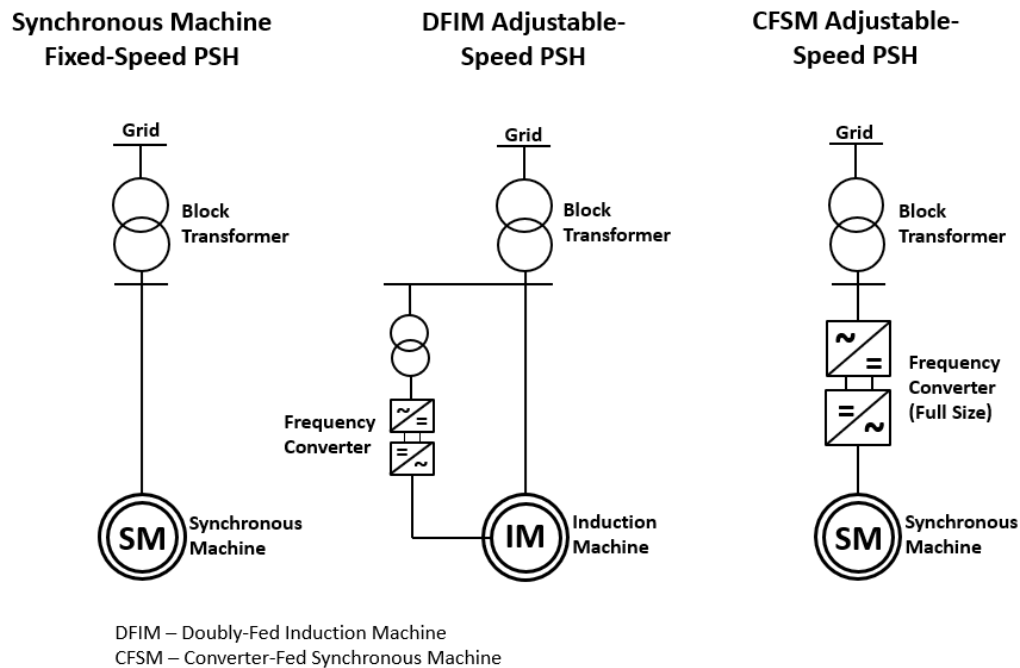 Synchronous Machine
Fixed-Speed PSH
DFIM Adjustable-
Speed PSH
CFSM Adjustable-
Speed PSH
Grid
Block
Transformer
SM
Synchronous
Machine
Grid
Block
Transformer
~
=
=
~
Frequency
Converter
IM
Induction
Machine
Grid
Block
Transformer
~
=
=
~
Frequency
Converter
(Full Size)
SM
Synchronous
Machine
DFIM – Doubly-Fed Induction Machine
CFSM – Converter-Fed Synchronous Machine